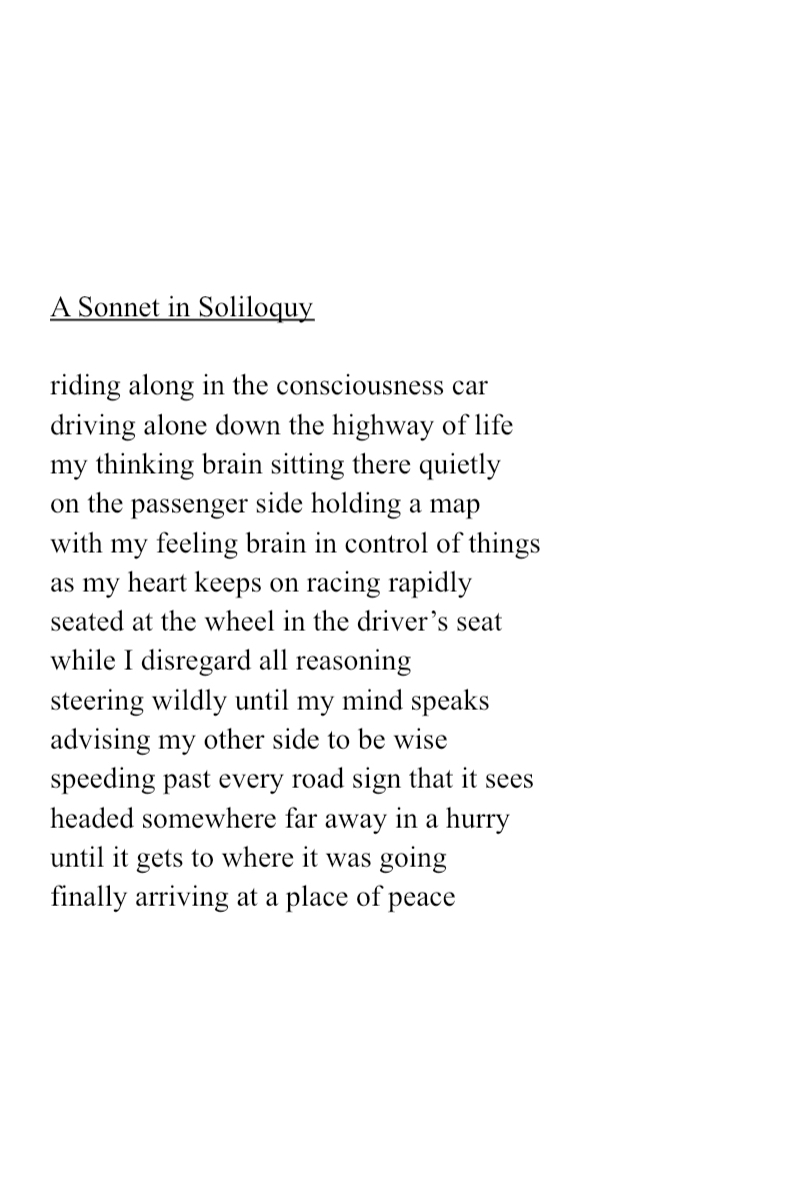 A Sonnet in Soliloquy
riding along in the consciousness car
driving alone down the highway of life
my thinking brain sitting there quietly
on the passenger side holding a map
with my feeling brain in control of things
as my heart keeps on racing rapidly
seated at the wheel in the driver’s seat
while I disregard all reasoning
steering wildly until my mind speaks
advising my other side to be wise
speeding past every road sign that it sees
headed somewhere far away in a hurry
until it gets to where it was going
finally arriving at a place of peace